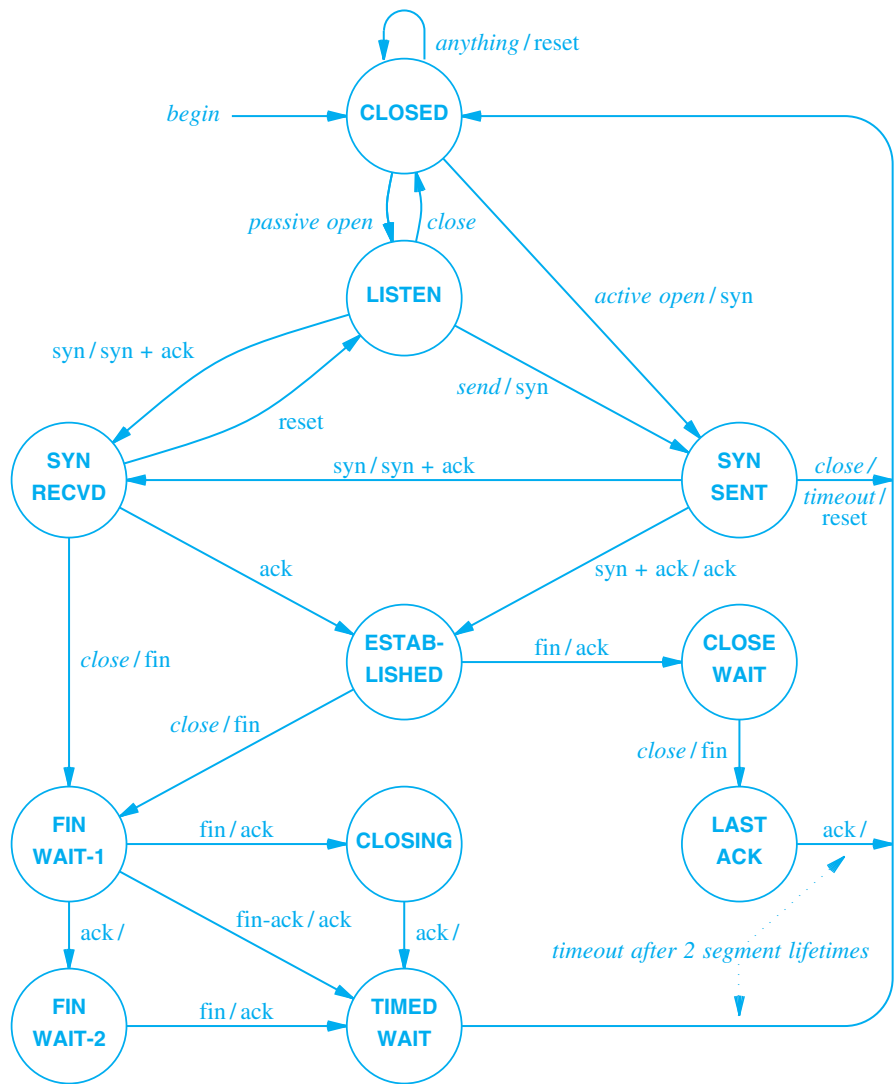 anything / reset
begin
CLOSED
passive open
close
LISTEN
active open / syn
syn / syn + ack
send / syn
reset
SYN
RECVD
syn / syn + ack
SYN
SENT
close /
timeout /
reset
ack
syn + ack / ack
close / fin
ESTAB-
LISHED
fin / ack
CLOSE
WAIT
close / fin
close / fin
FIN
WAIT-1
fin / ack
CLOSING
LAST
ACK
ack /
ack /
fin-ack / ack
ack /
timeout after 2 segment lifetimes
FIN
WAIT-2
fin / ack
TIMED
WAIT